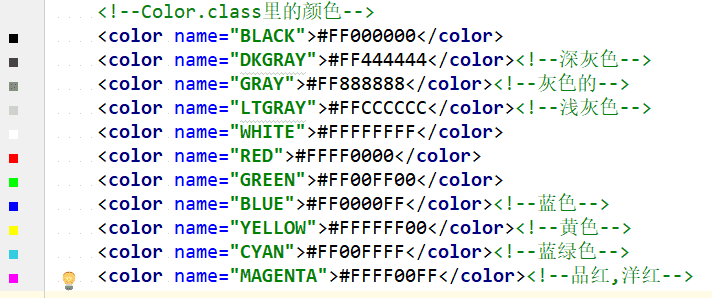 <!--Color.class里的颜色-->
<color name="BLACK">#FF000000</color>
<color name="DKGRAY">#FF444444</color><!--深灰色-->
<color name="GRAY">#FF888888</color><!--灰色的-->
<color name="LTGRAY">#FFCCCCCC</color><!--浅灰色-->
<color name="WHITE">#FFFFFFFF</color>
<color name="RED">#FFFF0000</color>
<color name="GREEN">#FF00FF00</color>
<color name="BLUE">#FF0000FF</color><!--蓝色-->
<color name="YELLOW">#FFFFFF00</color><!--黄色-->
<color name="CYAN">#FF00FFFF</color><!--蓝绿色-->
<color name="MAGENTA">#FFFF00FF</color><!--品红,洋红-->